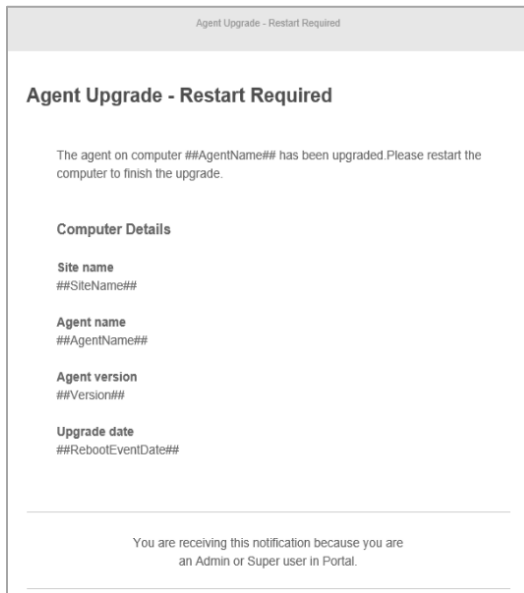 Agent Upgrade - Restart Required
Agent Upgrade - Restart Required
The agent on computer ##AgentName## has been upgraded.Please restart the
computer to finish the upgrade.
Computer Details
Site name
##SiteName##
Agent name
##AgentName##
Agent version
##Version##
Upgrade date
##RebootEventDate##
You are receiving this notification because you are
an Admin or Super user in Portal.